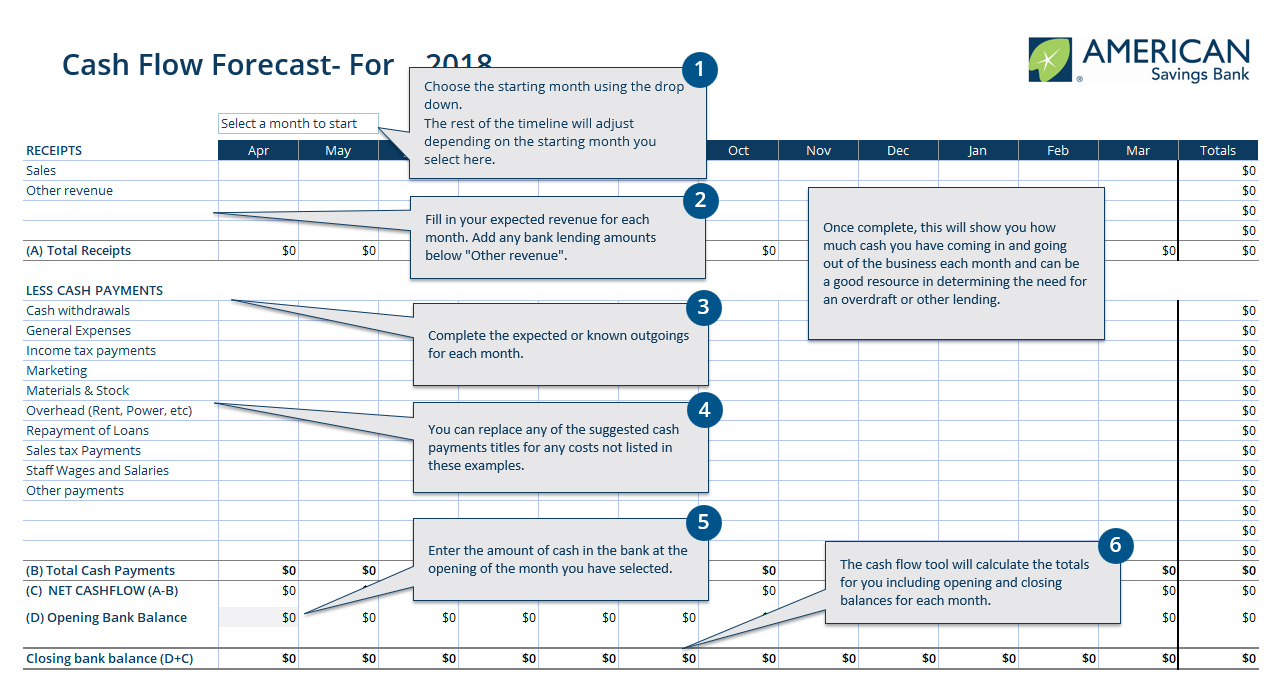 Cash Flow Forecast- For 2018
AMERICAN
Savings Bank
®
1
Choose the starting month using the drop
down.
The rest of the timeline will adjust
depending on the starting month you
select here.
Select a month to start
RECEIPTS Apr May Oct Nov Dec Jan Feb Mar Totals
Sales $0
Other revenue $0
$0
$0
2
Fill in your expected revenue for each
month. Add any bank lending amounts
below "Other revenue".
Once complete, this will show you how
much cash you have coming in and going
out of the business each month and can be
a good resource in determining the need for
an overdraft or other lending.
(A) Total Receipts $0 $0 $0 $0 $0
LESS CASH PAYMENTS
3
Complete the expected or known outgoings
for each month.
Cash withdrawals $0
General Expenses $0
Income tax payments $0
Marketing $0
Materials & Stock $0
Overhead (Rent, Power, etc) $0
Repayment of Loans $0
Sales tax Payments $0
Staff Wages and Salaries $0
Other payments $0
$0
$0
$0
4
You can replace any of the suggested cash
payments titles for any costs not listed in
these examples.
5
Enter the amount of cash in the bank at the
opening of the month you have selected.
6
The cash flow tool will calculate the totals
for you including opening and closing
balances for each month.
(B) Total Cash Payments $0 $0 $0 $0 $0
(C) NET CASHFLOW (A-B) $0 $0 $0 $0
(D) Opening Bank Balance $0 $0 $0 $0 $0 $0 $0
Closing bank balance (D+C) $0 $0 $0 $0 $0 $0 $0 $0 $0 $0 $0 $0 $0